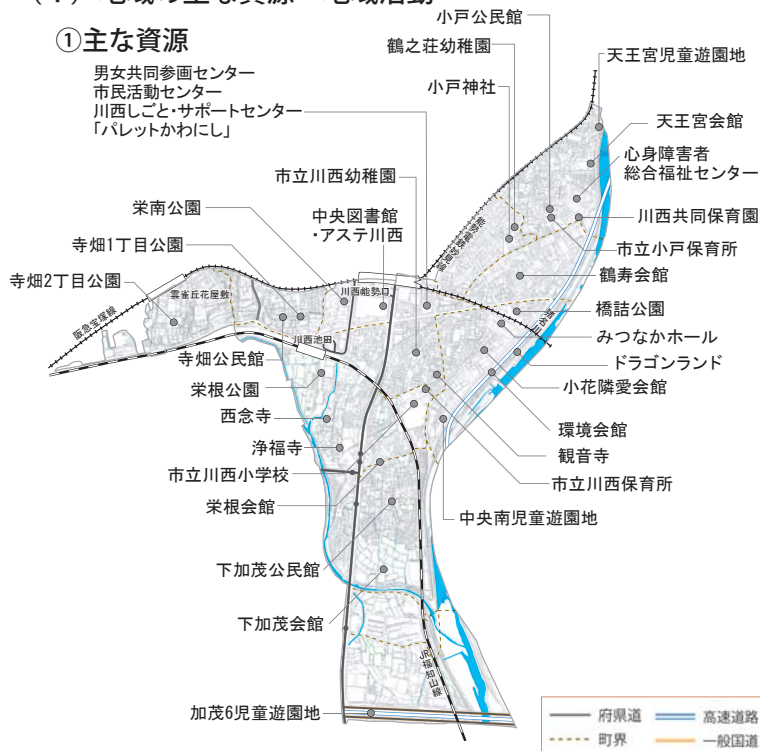 ①主な資源
男女共同参画センター
市民活動センター
川西しごと・サポートセンター
「パレットかわにし」
小戸公民館
鶴之荘幼稚園
小戸神社
天王宮児童遊園地
天王宮会館
心身障害者
総合福祉センター
川西共同保育園
市立小戸保育所
鶴寿会館
橋詰公園
みつなかホール
ドラゴンランド
小花隣愛会館
環境会館
観音寺
市立川西保育所
中央南児童遊園地
市立川西幼稚園
中央図書館
・アステ川西
栄南公園
寺畑1丁目公園
寺畑2丁目公園
雲雀丘花屋敷
川西能勢口
阪急宝塚線
能勢電鉄妙見線
猪名川
川西池田
寺畑公民館
栄根公園
西念寺
浄福寺
市立川西小学校
栄根会館
下加茂公民館
下加茂会館
JR福知山線
加茂6児童遊園地
府県道
高速道路
町界
一般国道